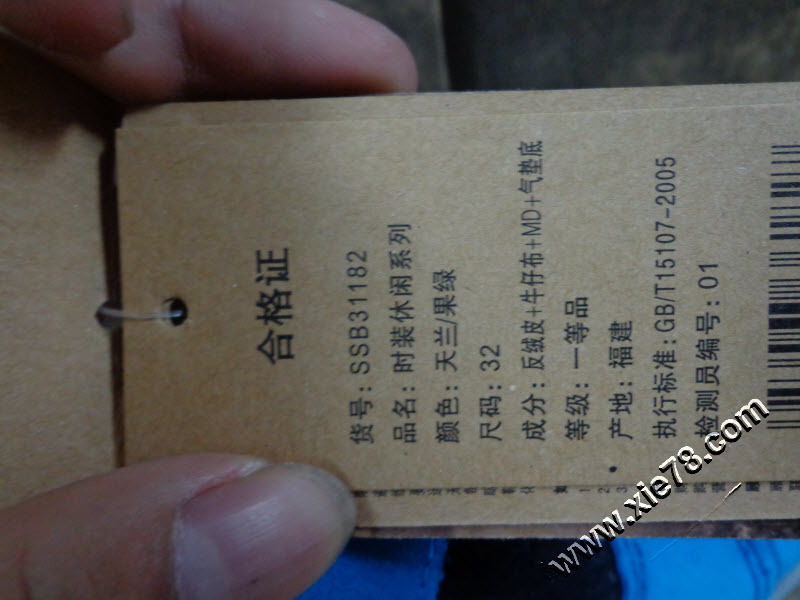 合格证
货号：SSB31182
品名：时装休闲系列
颜色：天兰/果绿
尺码：32
成分：反绒皮+牛仔布+MD+气垫底
等级：一等品
产地：福建
执行标准：GB/T15107-2005
检测员编号：01
www.xie78.com